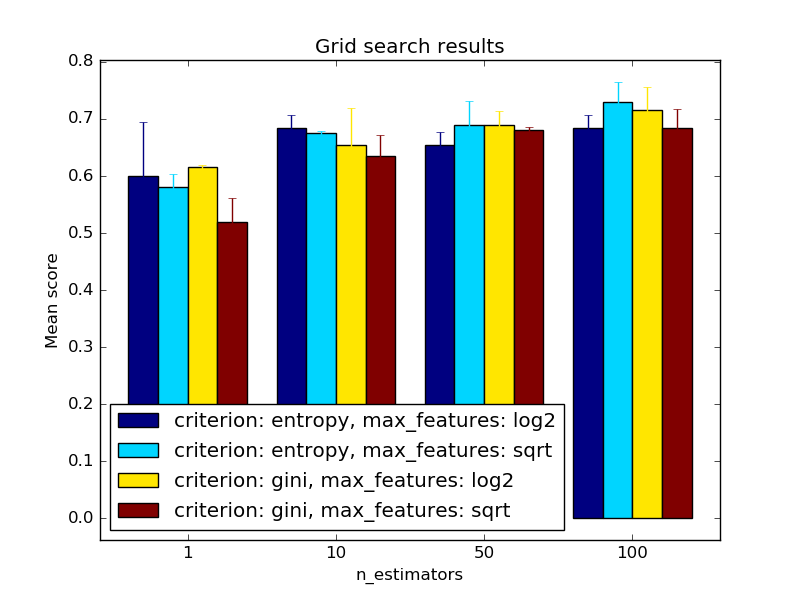 Grid search results
Mean score
0.8
0.7
0.6
0.5
0.4
0.3
0.2
0.1
0.0
criterion: entropy, max_features: log2
criterion: entropy, max_features: sqrt
criterion: gini, max_features: log2
criterion: gini, max_features: sqrt
1 10 50 100
n_estimators